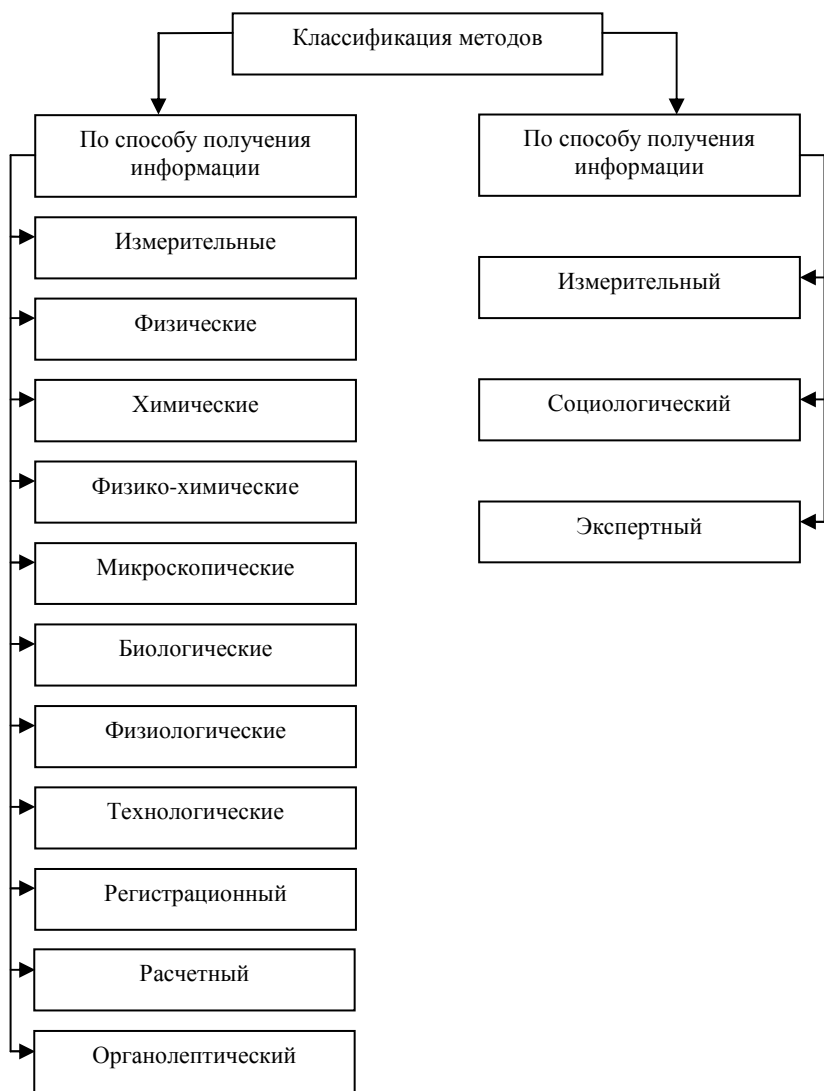 Классификация методов
По способу получения
информации
Измерительные
Физические
Химические
Физико-химические
Микроскопические
Биологические
Физиологические
Технологические
Регистрационный
Расчетный
Органолептический
По способу получения
информации
Измерительный
Социологический
Экспертный